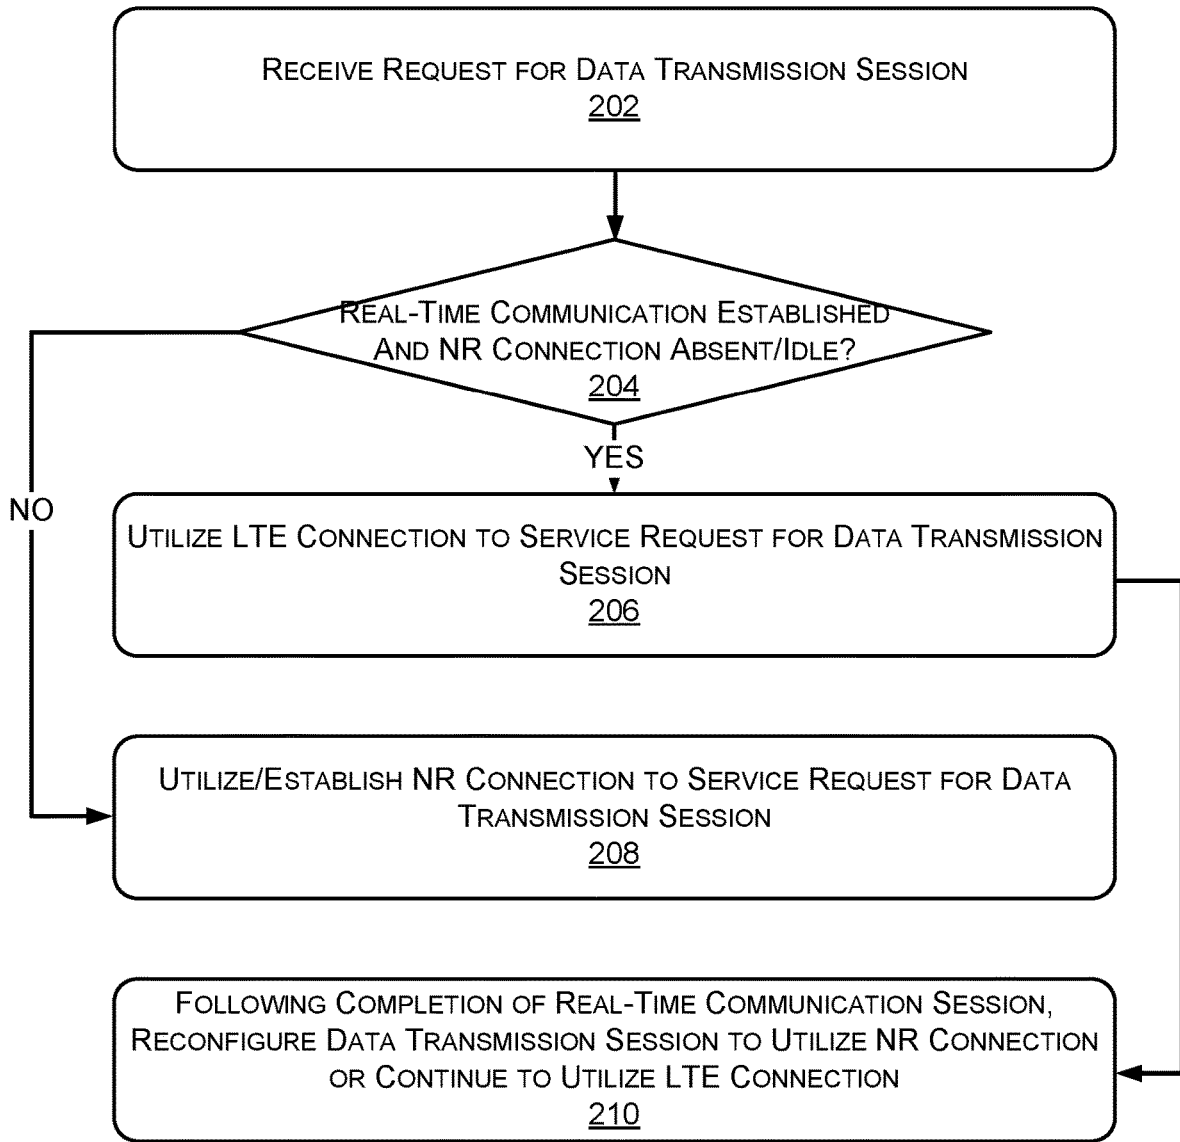 RECEIVE REQUEST FOR DATA TRANSMISSION SESSION
202
REAL-TIME COMMUNICATION ESTABLISHED
AND NR CONNECTION ABSENT/IDLE?
204
YES
NO
UTILIZE LTE CONNECTION TO SERVICE REQUEST FOR DATA TRANSMISSION
SESSION
206
UTILIZE/ESTABLISH NR CONNECTION TO SERVICE REQUEST FOR DATA
TRANSMISSION SESSION
208
FOLLOWING COMPLETION OF REAL-TIME COMMUNICATION SESSION,
RECONFIGURE DATA TRANSMISSION SESSION TO UTILIZE NR CONNECTION
OR CONTINUE TO UTILIZE LTE CONNECTION
210